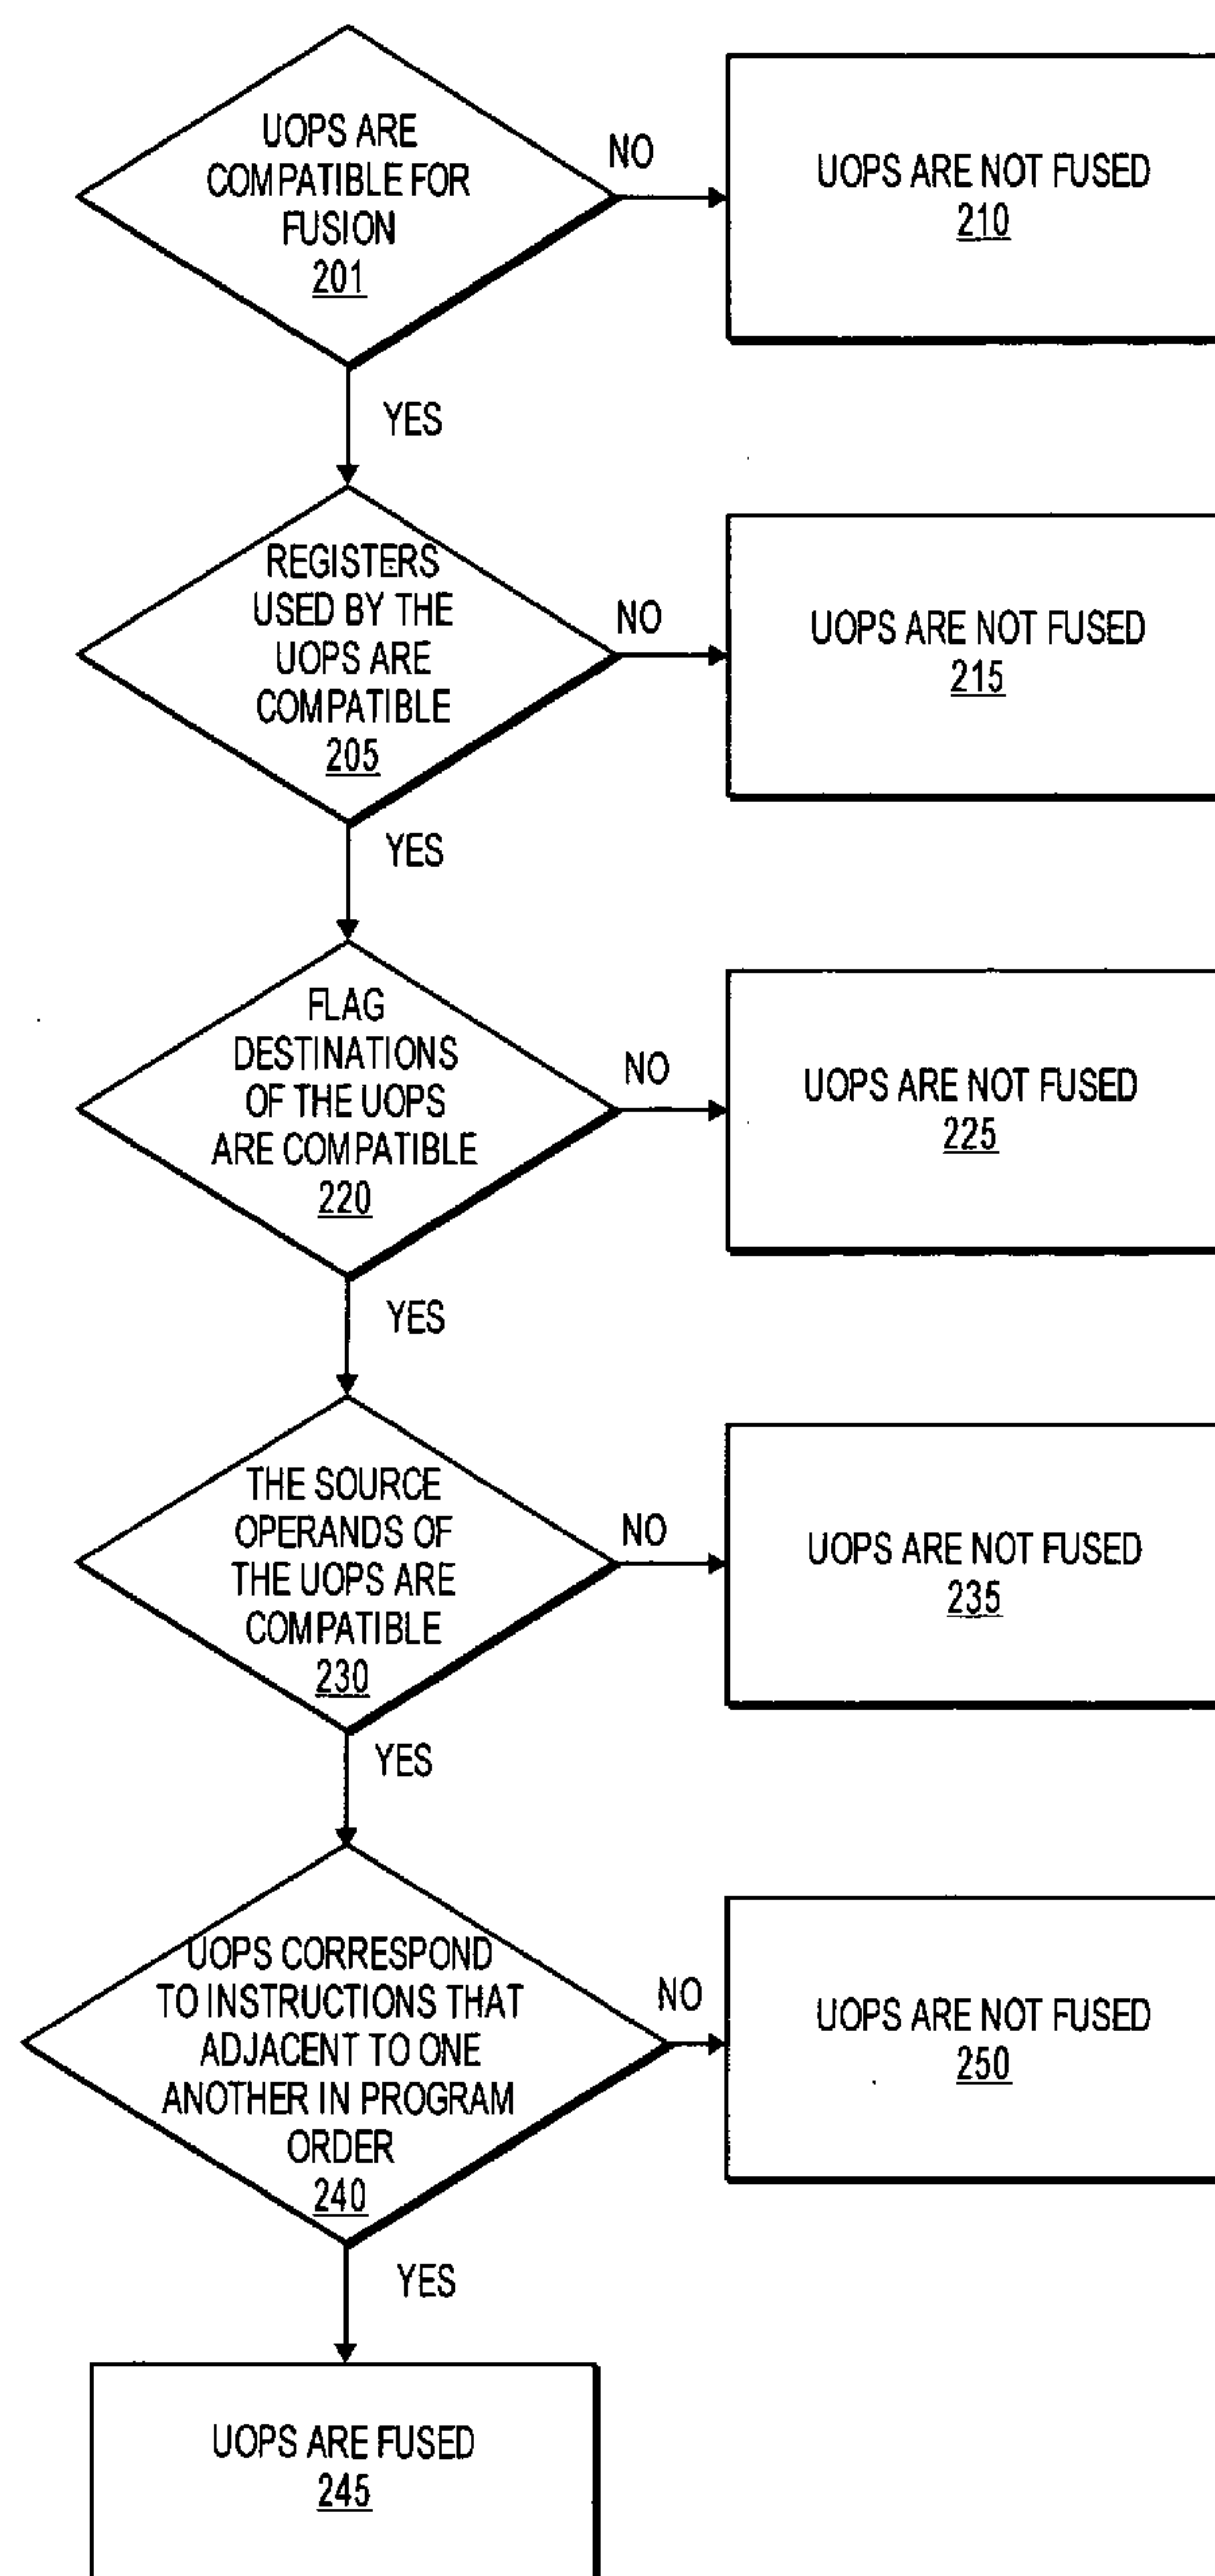 UOPS ARE
COMPATIBLE FOR
FUSION
201
NO
UOPS ARE NOT FUSED
210
YES
REGISTERS
USED BY THE
UOPS ARE
COMPATIBLE
205
NO
UOPS ARE NOT FUSED
215
YES
FLAG
DESTINATIONS
OF THE UOPS
ARE COMPATIBLE
220
NO
UOPS ARE NOT FUSED
225
YES
THE SOURCE
OPERANDS OF
THE UOPS ARE
COMPATIBLE
230
NO
UOPS ARE NOT FUSED
235
YES
UOPS CORRESPOND
TO INSTRUCTIONS THAT
ADJACENT TO ONE
ANOTHER IN PROGRAM
ORDER
240
NO
UOPS ARE NOT FUSED
250
YES
UOPS ARE FUSED
245